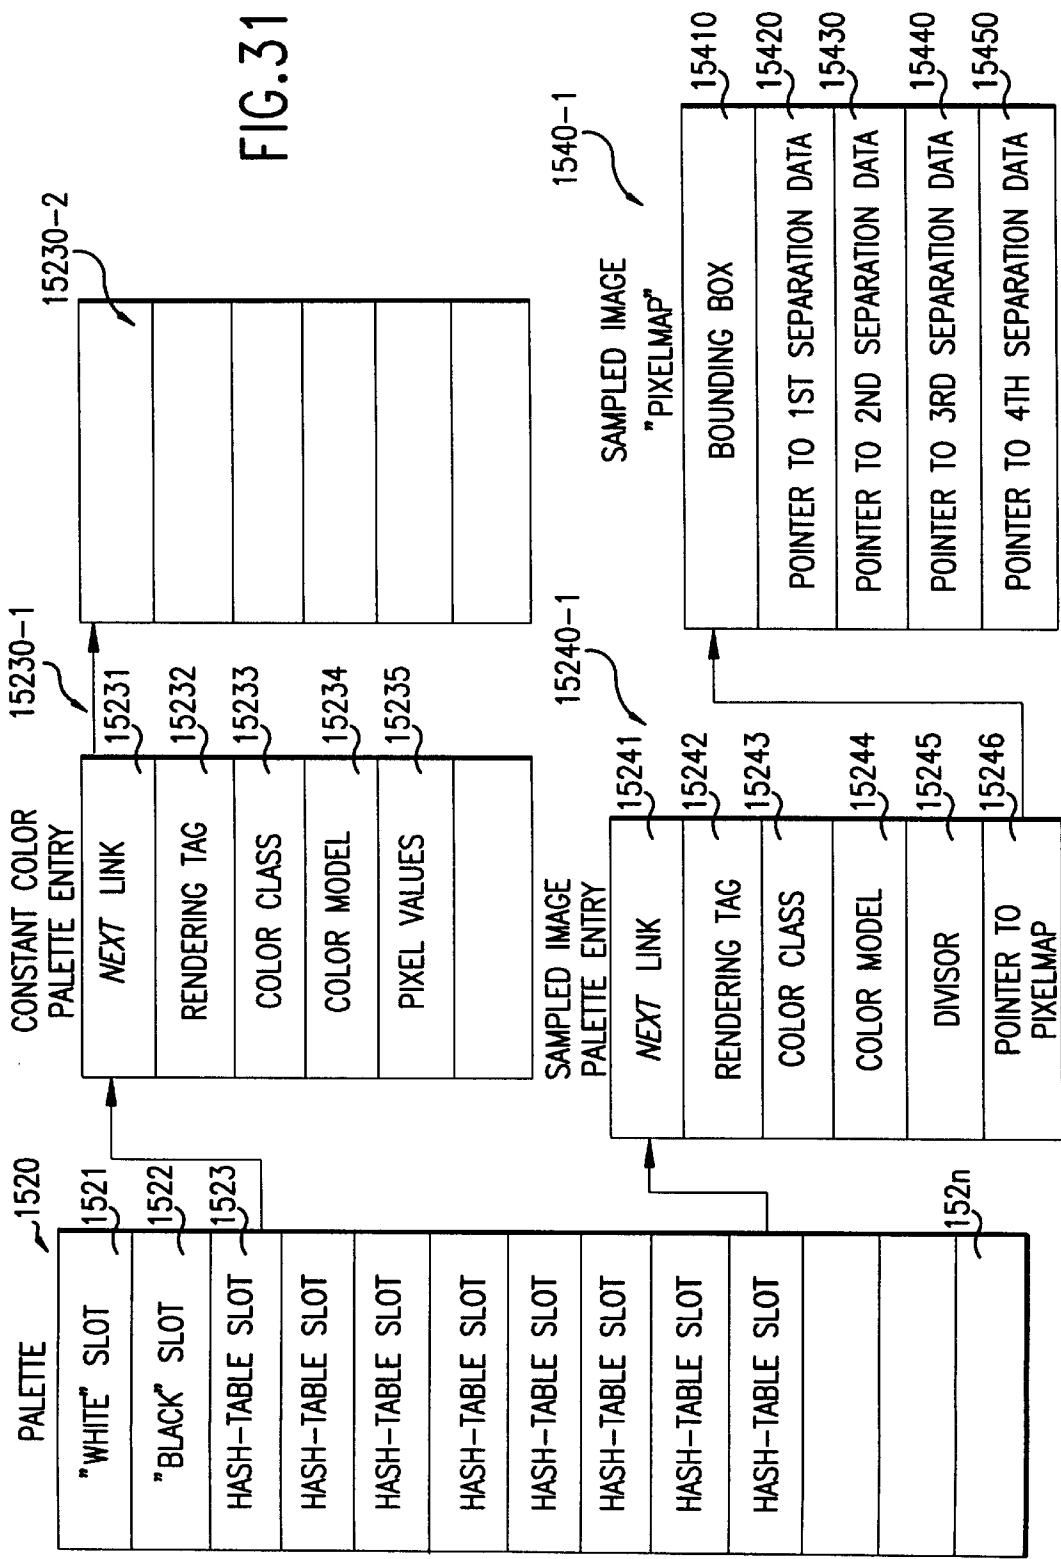 FIG.31
PALETTE
1520
"WHITE" SLOT
1521
"BLACK" SLOT
1522
HASH-TABLE SLOT
1523
HASH-TABLE SLOT
HASH-TABLE SLOT
HASH-TABLE SLOT
HASH-TABLE SLOT
HASH-TABLE SLOT
HASH-TABLE SLOT
HASH-TABLE SLOT
152n
CONSTANT COLOR
PALETTE ENTRY
15230-1
NEXT LINK
15231
RENDERING TAG
15232
COLOR CLASS
15233
COLOR MODEL
15234
PIXEL VALUES
15235
15230-2
SAMPLED IMAGE
PALETTE ENTRY
15240-1
NEXT LINK
15241
RENDERING TAG
15242
COLOR CLASS
15243
COLOR MODEL
15244
DIVISOR
15245
POINTER TO
PIXELMAP
15246
SAMPLED IMAGE
"PIXELMAP"
1540-1
BOUNDING BOX
15410
POINTER TO 1ST SEPARATION DATA
15420
POINTER TO 2ND SEPARATION DATA
15430
POINTER TO 3RD SEPARATION DATA
15440
POINTER TO 4TH SEPARATION DATA
15450